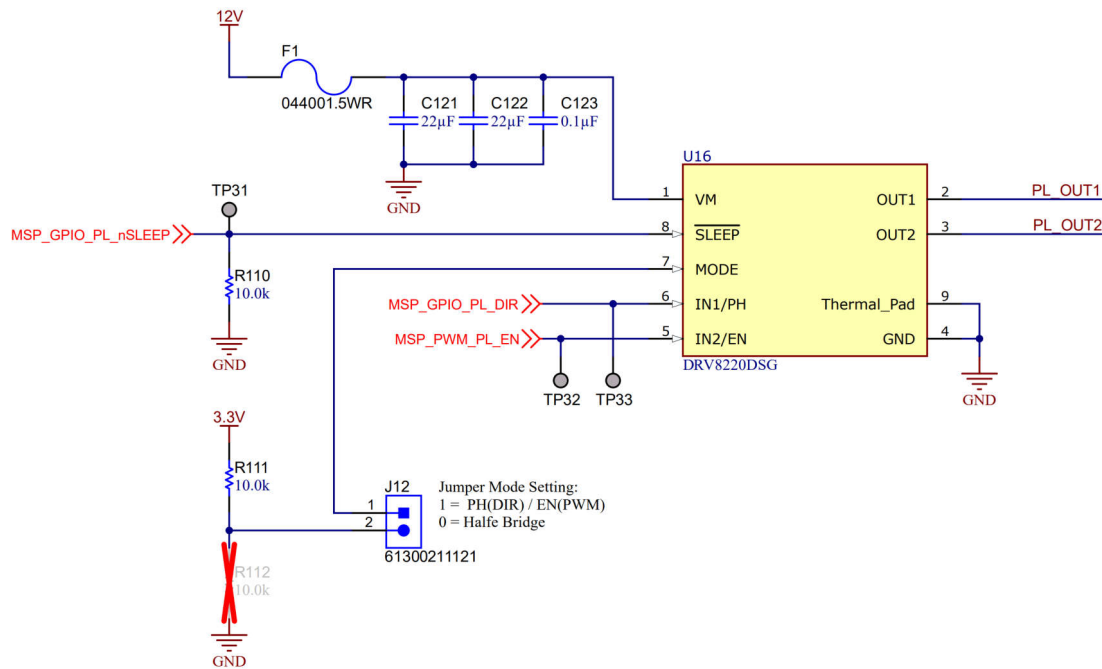 12V
F1
044001.5WR
C121
22µF
C122
22µF
C123
0.1µF
GND
TP31
MSP_GPIO_PL_nSLEEP
R110
10.0k
GND
U16
1 VM
8 SLEEP
7 MODE
6 IN1/PH
5 IN2/EN
OUT1 2
OUT2 3
Thermal_Pad 9
GND 4
DRV8220DSG
PL_OUT1
PL_OUT2
GND
MSP_GPIO_PL_DIR
MSP_PWM_PL_EN
TP32
TP33
3.3V
R111
10.0k
R112
10.0k
GND
J12
1
2
61300211121
Jumper Mode Setting:
1 = PH(DIR) / EN(PWM)
0 = Halfe Bridge